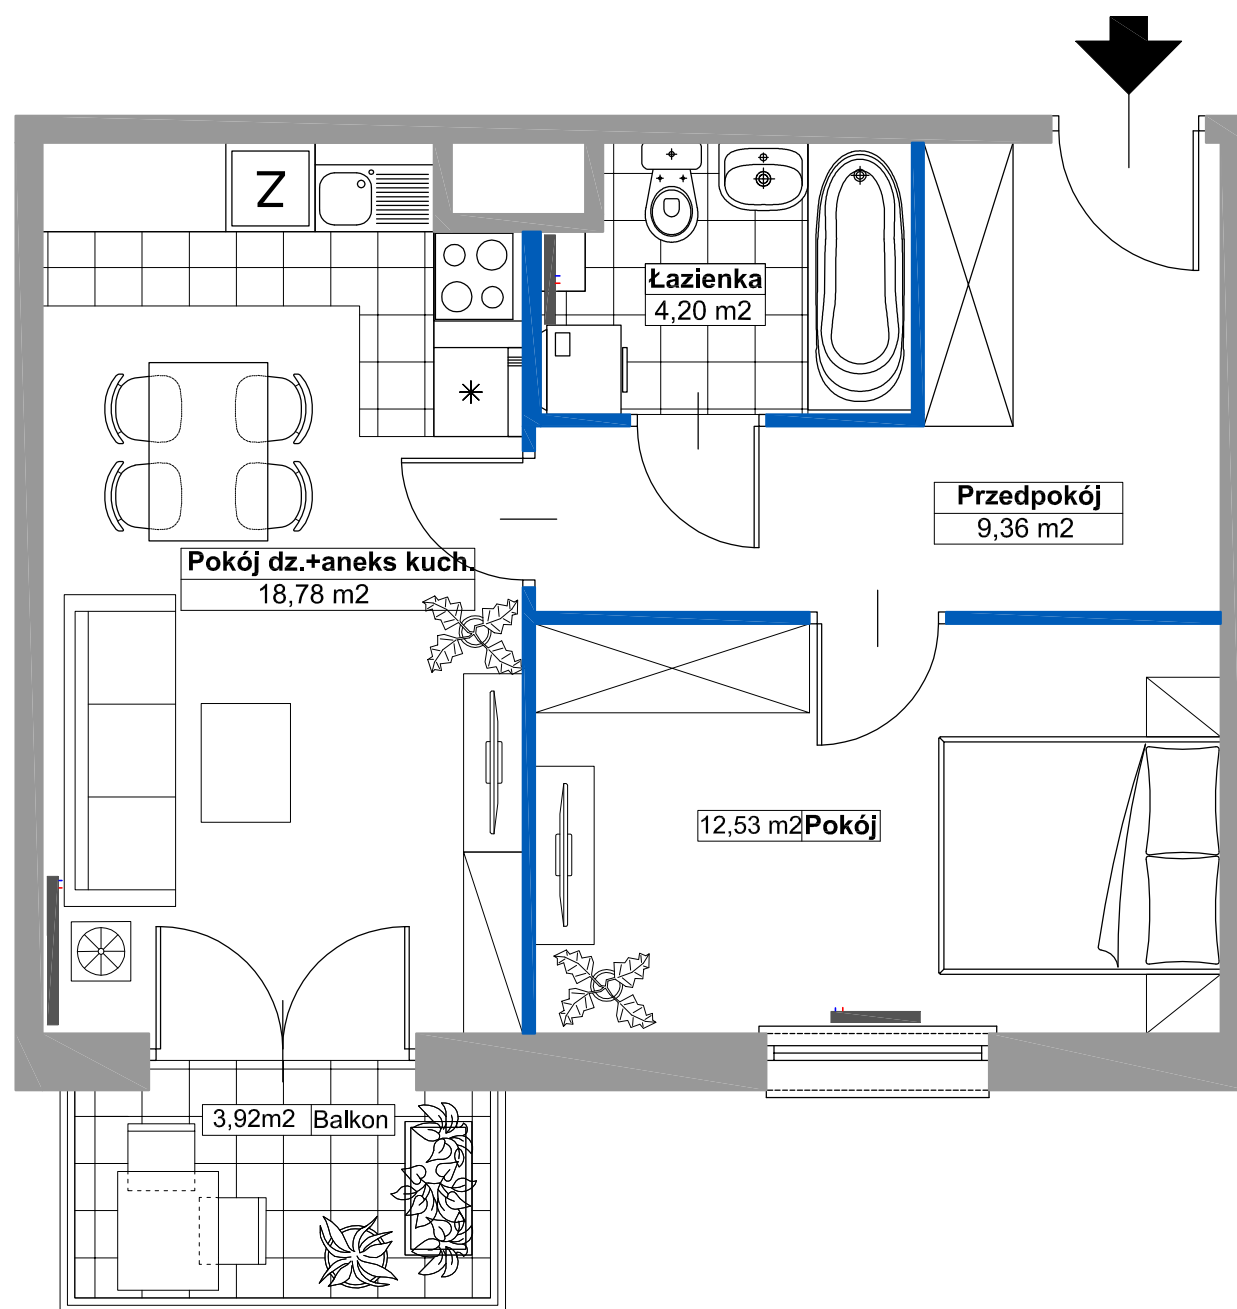 Z
Łazienka
4,20 m2
Przedpokój
9,36 m2
Pokój dz.+aneks kuch.
18,78 m2
12,53 m2 Pokój
3,92m2 Balkon